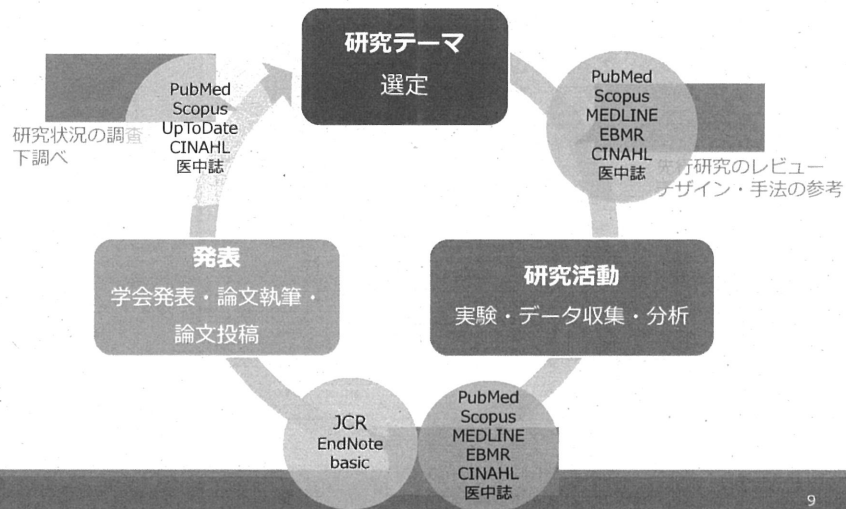 研究テーマ
選定
PubMed
Scopus
MEDLINE
EBMR
CINAHL
医中誌
先行研究のレビュー
デザイン・手法の参考
研究活動
実験・データ収集・分析
PubMed
Scopus
MEDLINE
EBMR
CINAHL
医中誌
JCR
EndNote
basic
発表
学会発表・論文執筆・
論文投稿
PubMed
Scopus
UpToDate
CINAHL
医中誌
研究状況の調査
下調べ
9